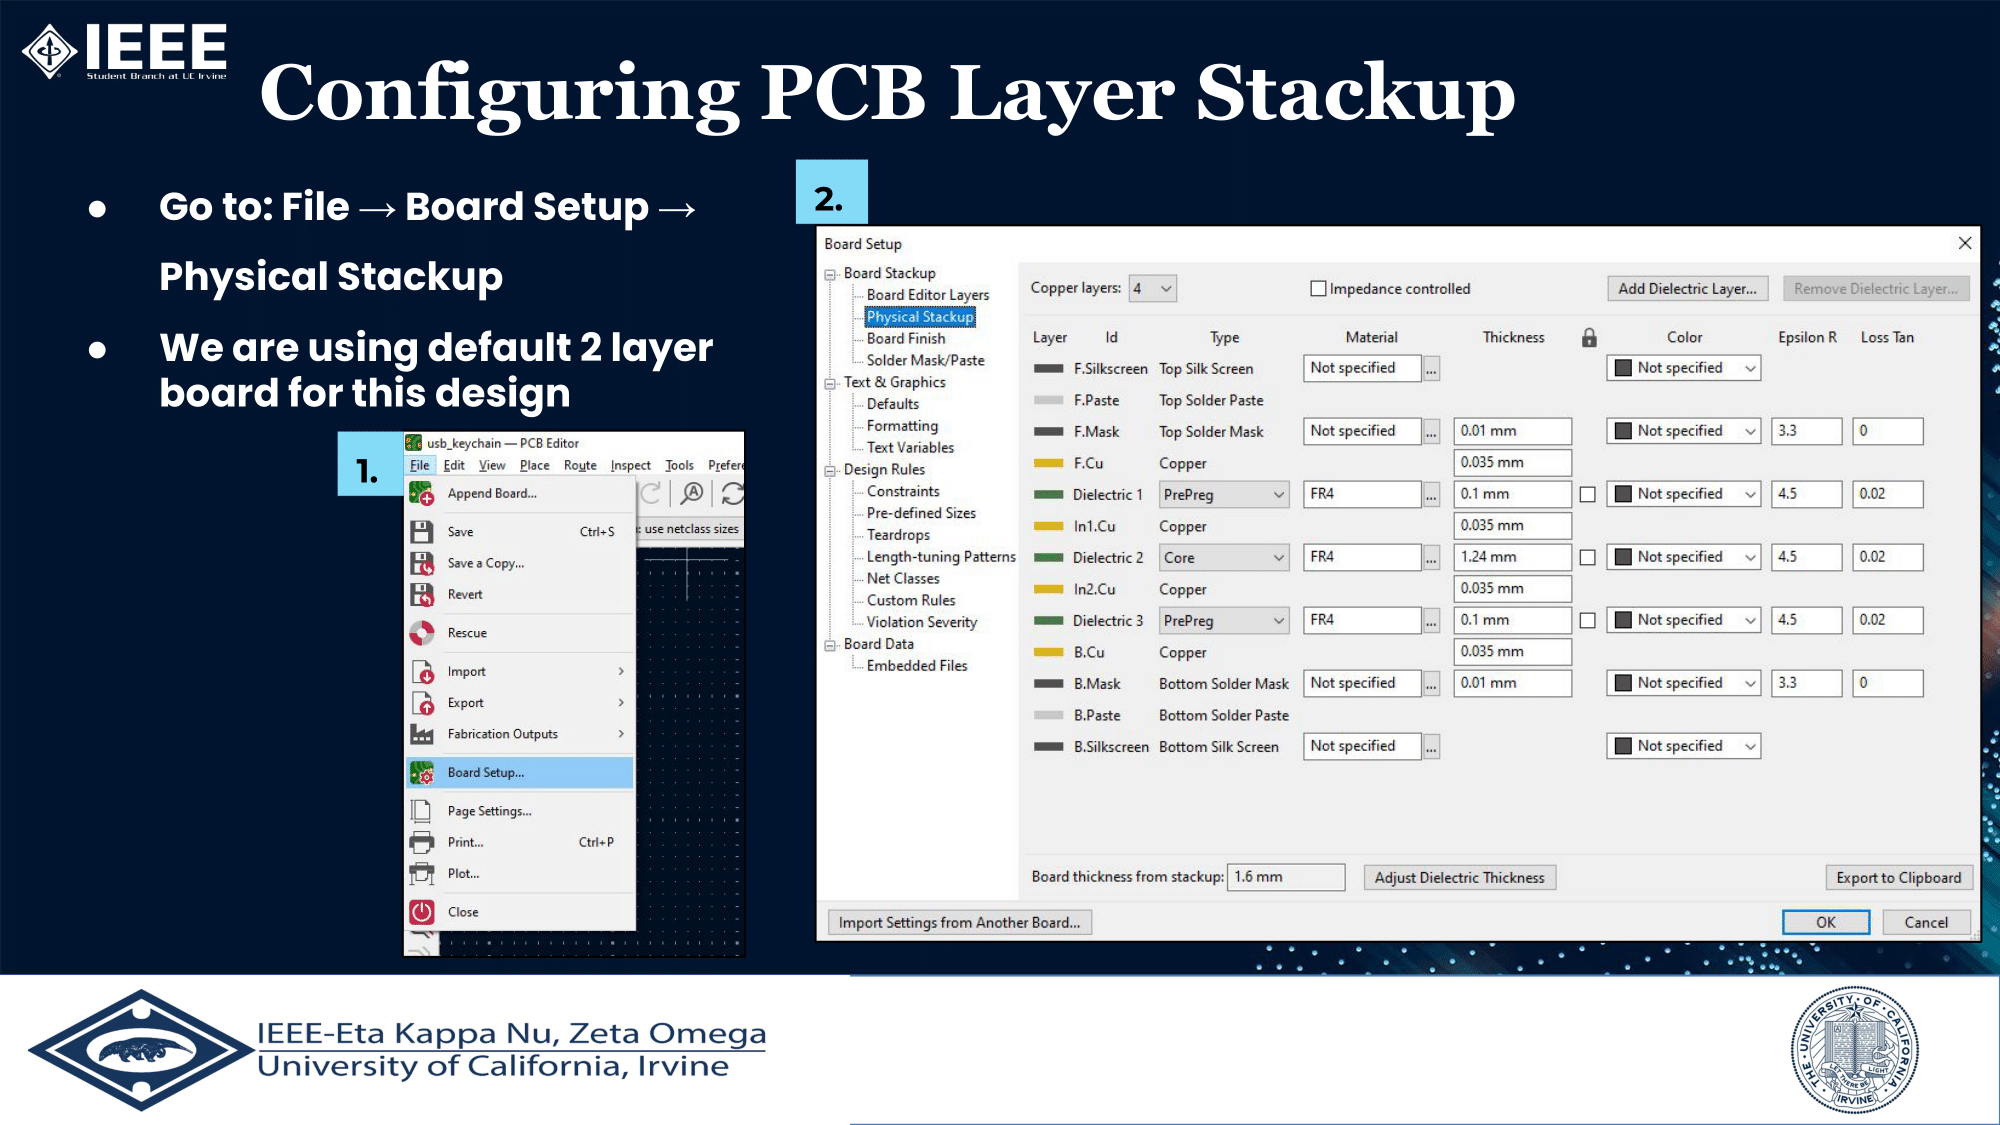 IEEE
Student Branch at UC Irvine
Configuring PCB Layer Stackup
● Go to: File → Board Setup →
Physical Stackup
● We are using default 2 layer
board for this design
1.
usb_keychain — PCB Editor
File Edit View Place Route Inspect Tools Prefere
Append Board...
Save Ctrl+S
: use netclass sizes
Save a Copy...
Revert
Rescue
Import
Export
Fabrication Outputs
Board Setup...
Page Settings...
Print... Ctrl+P
Plot...
Close
2.
Board Setup
Board Stackup
Board Editor Layers
Physical Stackup
Board Finish
Solder Mask/Paste
Text & Graphics
Defaults
Formatting
Text Variables
Design Rules
Constraints
Pre-defined Sizes
Teardrops
Length-tuning Patterns
Net Classes
Custom Rules
Violation Severity
Board Data
Embedded Files
Copper layers: 4 Impedance controlled Add Dielectric Layer... Remove Dielectric Layer...
Layer Id Type Material Thickness Color Epsilon R Loss Tan
F.Silkscreen Top Silk Screen Not specified ... Not specified
F.Paste Top Solder Paste
F.Mask Top Solder Mask Not specified ... 0.01 mm Not specified 3.3 0
F.Cu Copper 0.035 mm
Dielectric 1 PrePreg FR4 ... 0.1 mm Not specified 4.5 0.02
In1.Cu Copper 0.035 mm
Dielectric 2 Core FR4 ... 1.24 mm Not specified 4.5 0.02
In2.Cu Copper 0.035 mm
Dielectric 3 PrePreg FR4 ... 0.1 mm Not specified 4.5 0.02
B.Cu Copper 0.035 mm
B.Mask Bottom Solder Mask Not specified ... 0.01 mm Not specified 3.3 0
B.Paste Bottom Solder Paste
B.Silkscreen Bottom Silk Screen Not specified ... Not specified
Board thickness from stackup: 1.6 mm Adjust Dielectric Thickness Export to Clipboard
Import Settings from Another Board... OK Cancel
IEEE-Eta Kappa Nu, Zeta Omega
University of California, Irvine
THE UNIVERSITY OF CALIFORNIA
LET THERE BE LIGHT
IRVINE